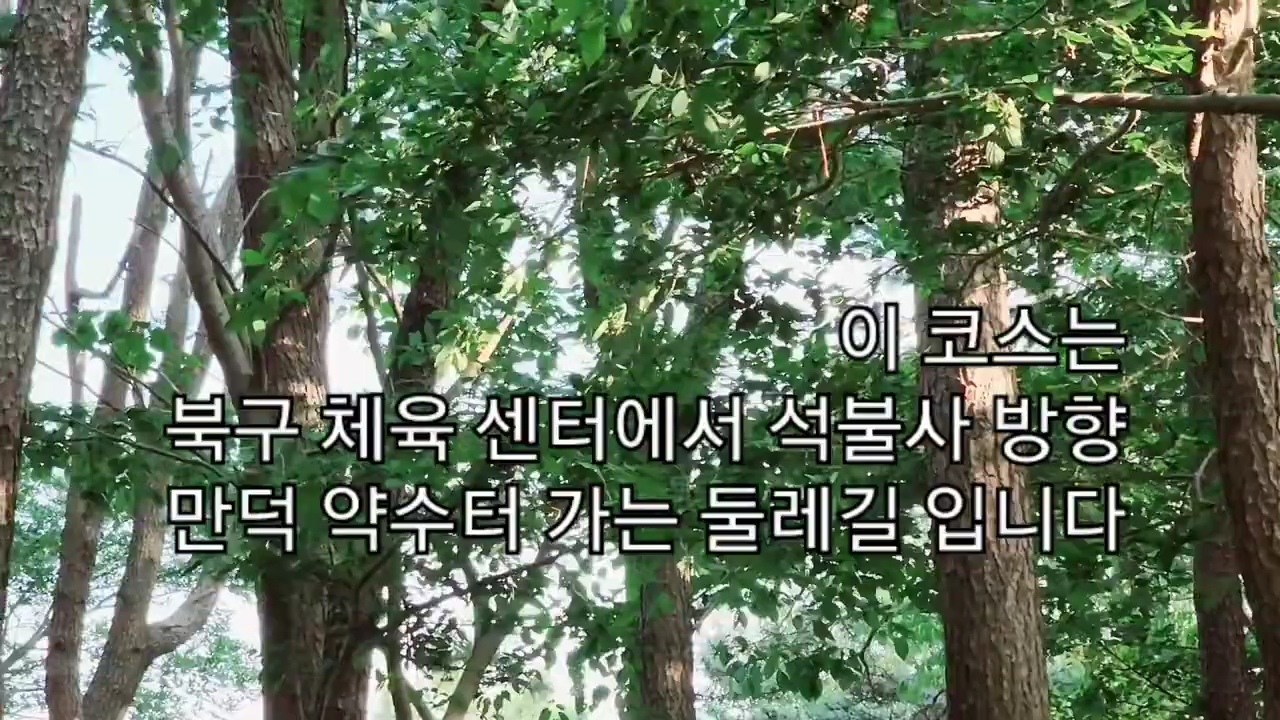 이 코스는
북구 체육 센터에서 석불사 방향
만덕 약수터 가는 둘레길 입니다